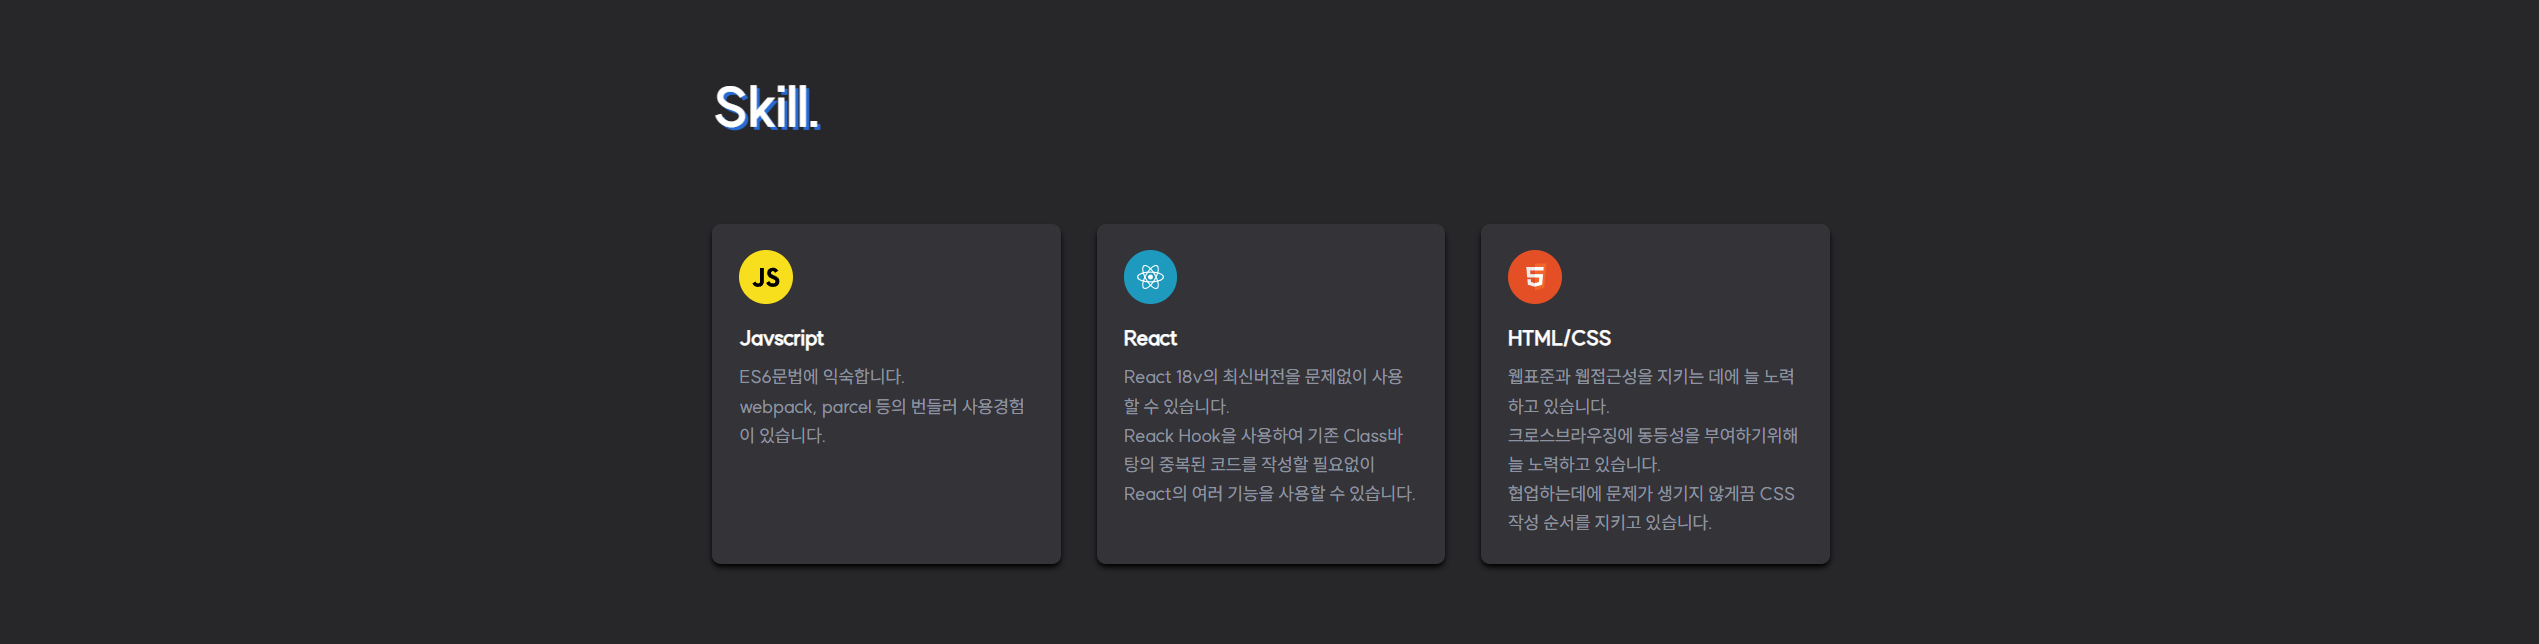 Skill.
JS
Javscript
ES6문법에 익숙합니다.
webpack, parcel 등의 번들러 사용경험
이 있습니다.
React
React 18v의 최신버전을 문제없이 사용
할 수 있습니다.
Reack Hook을 사용하여 기존 Class바
탕의 중복된 코드를 작성할 필요없이
React의 여러 기능을 사용할 수 있습니다.
5
HTML/CSS
웹표준과 웹접근성을 지키는 데에 늘 노력
하고 있습니다.
크로스브라우징에 동등성을 부여하기위해
늘 노력하고 있습니다.
협업하는데에 문제가 생기지 않게끔 CSS
작성 순서를 지키고 있습니다.